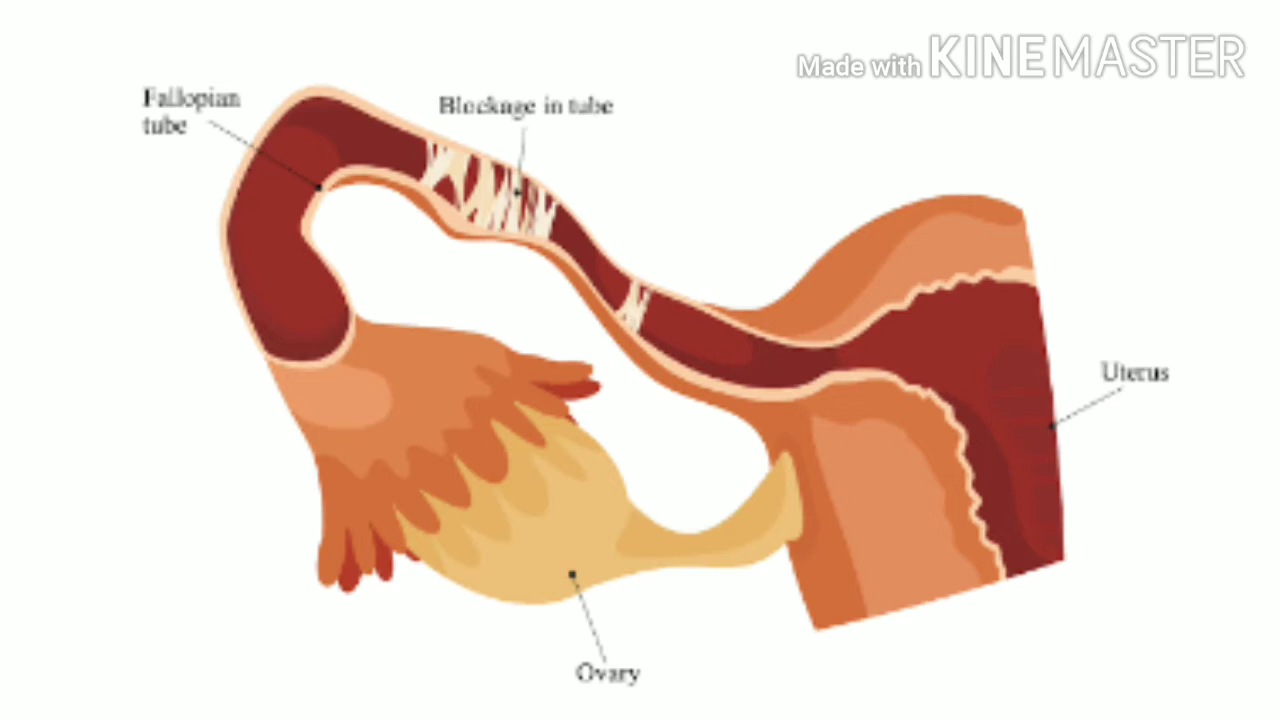 Made with KINEMASTER
Fallopian
tube
Blockage in tube
Uterus
Ovary